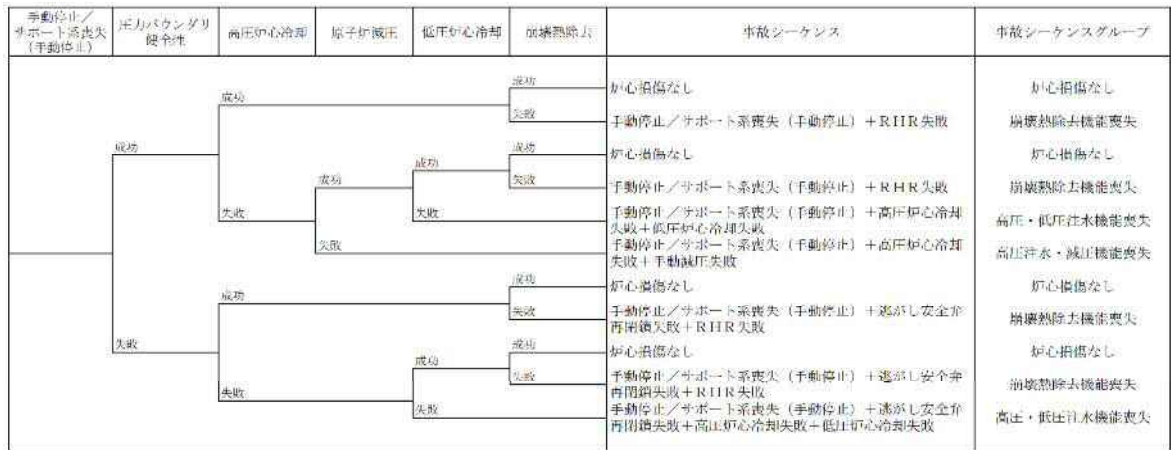 手動停止／
サポート系喪失
（手動停止）
圧力バウンダリ
健全性
高圧炉心冷却
原子炉減圧
低圧炉心冷却
崩壊熱除去
事故シーケンス
事故シーケンスグループ
成功
成功
炉心損傷なし
炉心損傷なし
失敗
手動停止／サポート系喪失（手動停止）＋ＲＨＲ失敗
崩壊熱除去機能喪失
成功
成功
成功
成功
炉心損傷なし
炉心損傷なし
失敗
手動停止／サポート系喪失（手動停止）＋ＲＨＲ失敗
崩壊熱除去機能喪失
失敗
失敗
手動停止／サポート系喪失（手動停止）＋高圧炉心冷却
失敗＋低圧炉心冷却失敗
高圧・低圧注水機能喪失
失敗
手動停止／サポート系喪失（手動停止）＋高圧炉心冷却
失敗＋手動減圧失敗
高圧注水・減圧機能喪失
成功
成功
炉心損傷なし
炉心損傷なし
失敗
手動停止／サポート系喪失（手動停止）＋逃がし安全弁
再閉鎖失敗＋ＲＨＲ失敗
崩壊熱除去機能喪失
失敗
成功
成功
炉心損傷なし
炉心損傷なし
失敗
手動停止／サポート系喪失（手動停止）＋逃がし安全弁
再閉鎖失敗＋ＲＨＲ失敗
崩壊熱除去機能喪失
失敗
失敗
手動停止／サポート系喪失（手動停止）＋逃がし安全弁
再閉鎖失敗＋高圧炉心冷却失敗＋低圧炉心冷却失敗
高圧・低圧注水機能喪失